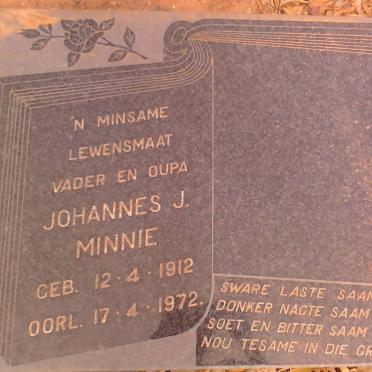 'N MINSAME
LEWENSMAAT
VADER EN OUPA
JOHANNES J.
MINNIE
GEB. 12·4·1912
OORL. 17·4·1972.
SWARE LASTE SAAM
DONKER NAGTE SAAM
SOET EN BITTER SAAM
NOU TESAME IN DIE